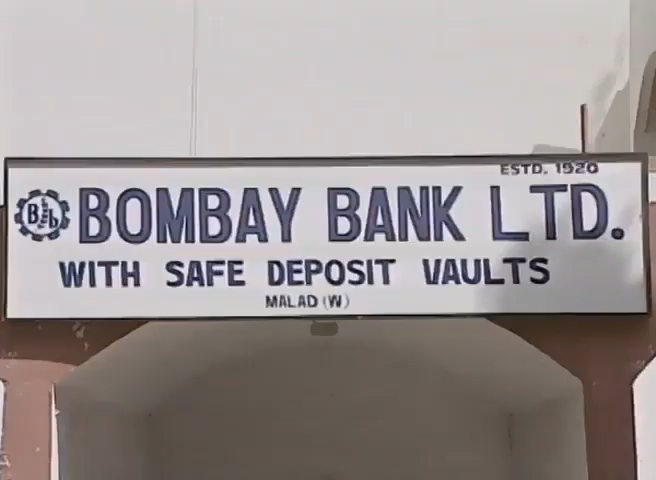 ESTD. 1920
BOMBAY BANK LTD.
WITH SAFE DEPOSIT VAULTS
MALAD (W)